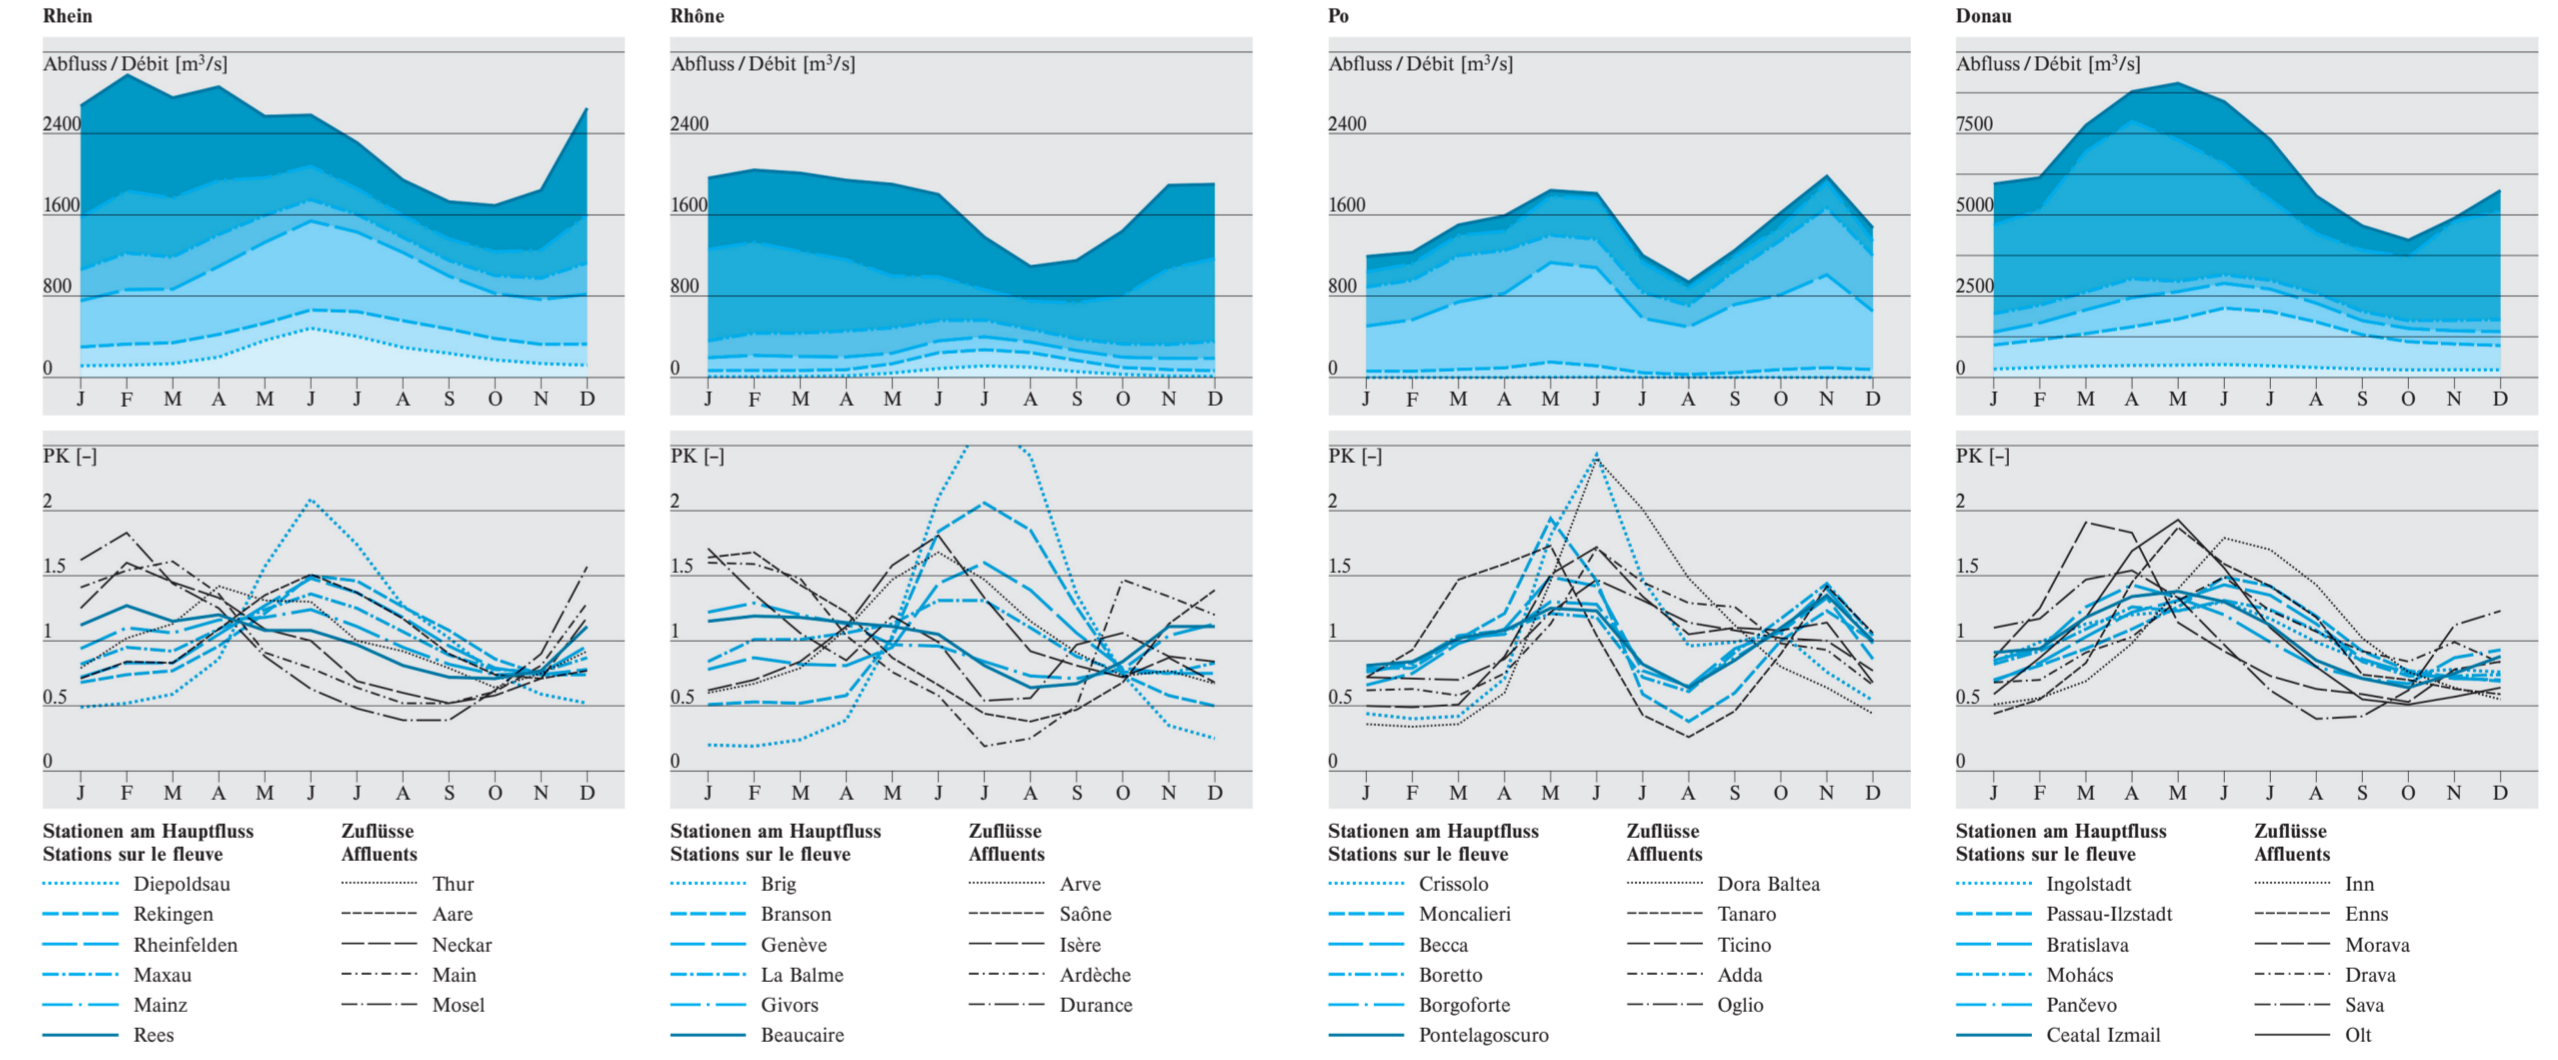 Rhein
Abfluss / Débit [m³/s]
2400
1600
800
0
J F M A M J J A S O N D
PK [–]
2
1.5
1
0.5
0
J F M A M J J A S O N D
Stationen am Hauptfluss
Stations sur le fleuve
Diepoldsau
Rekingen
Rheinfelden
Maxau
Mainz
Rees
Zuflüsse
Affluents
Thur
Aare
Neckar
Main
Mosel
Rhône
Abfluss / Débit [m³/s]
2400
1600
800
0
J F M A M J J A S O N D
PK [–]
2
1.5
1
0.5
0
J F M A M J J A S O N D
Stationen am Hauptfluss
Stations sur le fleuve
Brig
Branson
Genève
La Balme
Givors
Beaucaire
Zuflüsse
Affluents
Arve
Saône
Isère
Ardèche
Durance
Po
Abfluss / Débit [m³/s]
2400
1600
800
0
J F M A M J J A S O N D
PK [–]
2
1.5
1
0.5
0
J F M A M J J A S O N D
Stationen am Hauptfluss
Stations sur le fleuve
Crissolo
Moncalieri
Becca
Boretto
Borgoforte
Pontelagoscuro
Zuflüsse
Affluents
Dora Baltea
Tanaro
Ticino
Adda
Oglio
Donau
Abfluss / Débit [m³/s]
7500
5000
2500
0
J F M A M J J A S O N D
PK [–]
2
1.5
1
0.5
0
J F M A M J J A S O N D
Stationen am Hauptfluss
Stations sur le fleuve
Ingolstadt
Passau-Ilzstadt
Bratislava
Mohács
Pančevo
Ceatal Izmail
Zuflüsse
Affluents
Inn
Enns
Morava
Drava
Sava
Olt